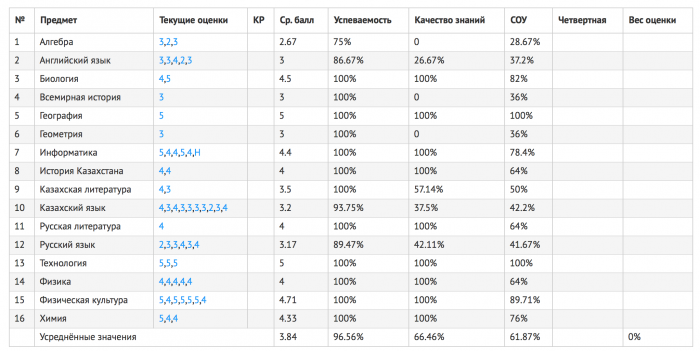 № Предмет Текущие оценки КР Ср. балл Успеваемость Качество знаний СОУ Четвертная Вес оценки
1 Алгебра 3,2,3 2.67 75% 0 28.67%
2 Английский язык 3,3,4,2,3 3 86.67% 26.67% 37.2%
3 Биология 4,5 4.5 100% 100% 82%
4 Всемирная история 3 3 100% 0 36%
5 География 5 5 100% 100% 100%
6 Геометрия 3 3 100% 0 36%
7 Информатика 5,4,4,5,4,Н 4.4 100% 100% 78.4%
8 История Казахстана 4,4 4 100% 100% 64%
9 Казахская литература 4,3 3.5 100% 57.14% 50%
10 Казахский язык 4,3,4,3,3,3,3,2,3,4 3.2 93.75% 37.5% 42.2%
11 Русская литература 4 4 100% 100% 64%
12 Русский язык 2,3,3,4,3,4 3.17 89.47% 42.11% 41.67%
13 Технология 5,5,5 5 100% 100% 100%
14 Физика 4,4,4,4,4 4 100% 100% 64%
15 Физическая культура 5,4,5,5,5,5,4 4.71 100% 100% 89.71%
16 Химия 5,4,4 4.33 100% 100% 76%
Усреднённые значения 3.84 96.56% 66.46% 61.87% 0%